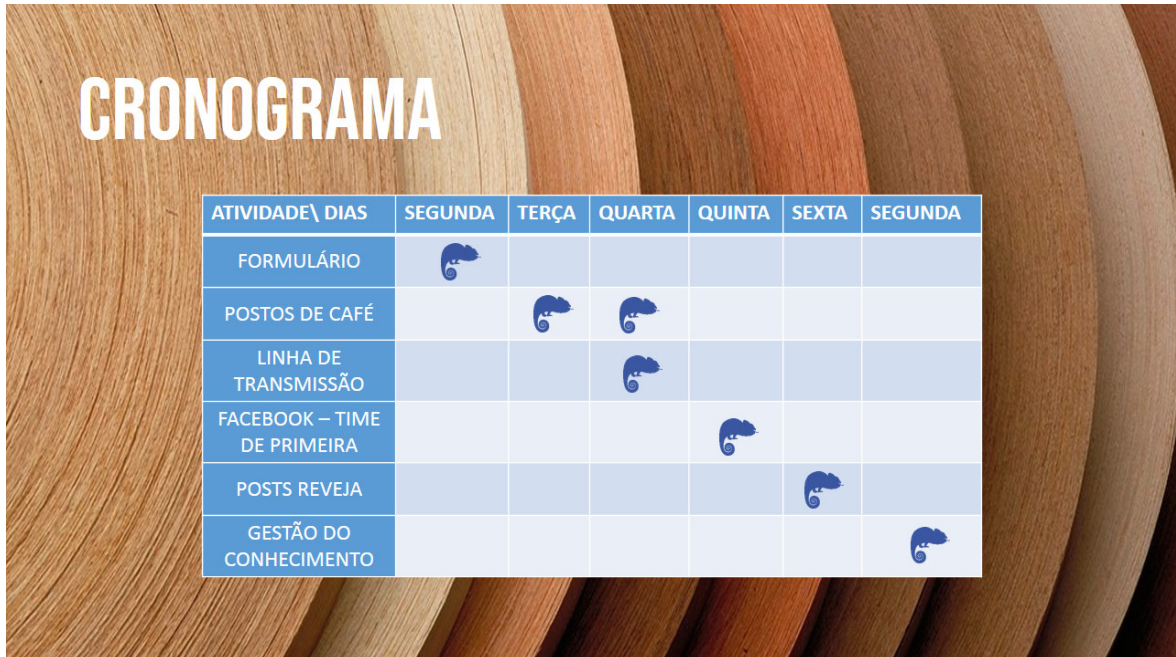 CRONOGRAMA
ATIVIDADE\ DIAS SEGUNDA TERÇA QUARTA QUINTA SEXTA SEGUNDA
FORMULÁRIO
POSTOS DE CAFÉ
LINHA DE
TRANSMISSÃO
FACEBOOK – TIME
DE PRIMEIRA
POSTS REVEJA
GESTÃO DO
CONHECIMENTO